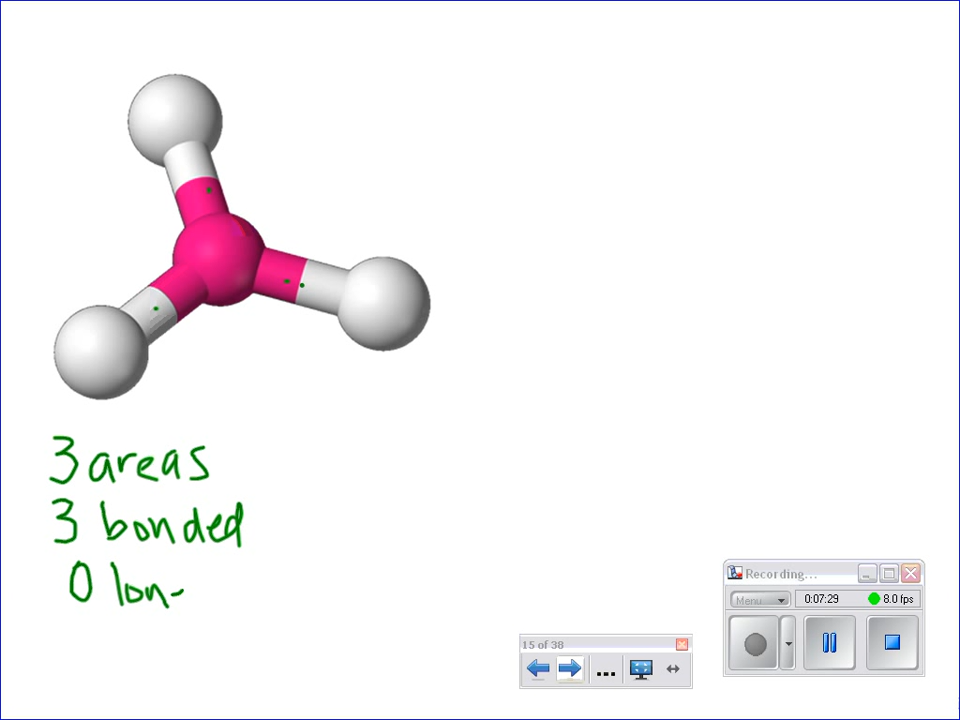 3 areas
3 bonded
0 lon
15 of 38
...
Recording...
Menu
0:07:29
8.0 fps